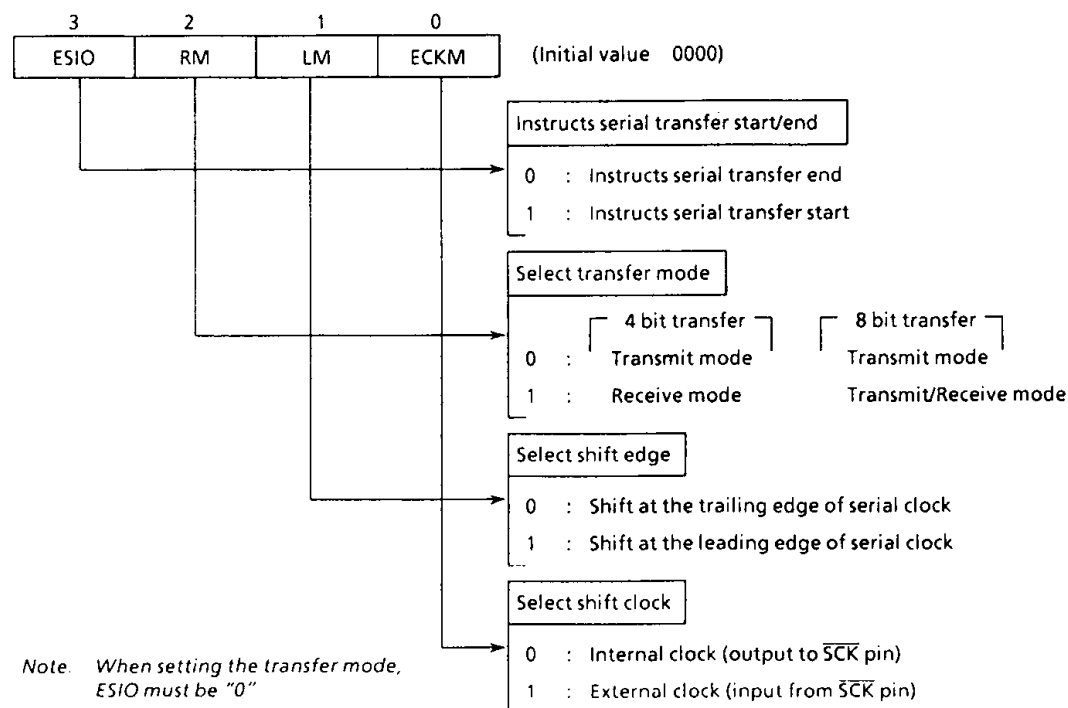 3 2 1 0
ESIO RM LM ECKM (Initial value 0000)
Instructs serial transfer start/end
0 : Instructs serial transfer end
1 : Instructs serial transfer start
Select transfer mode
4 bit transfer 8 bit transfer
0 : Transmit mode Transmit mode
1 : Receive mode Transmit/Receive mode
Select shift edge
0 : Shift at the trailing edge of serial clock
1 : Shift at the leading edge of serial clock
Select shift clock
0 : Internal clock (output to S̅C̅K̅ pin)
1 : External clock (input from S̅C̅K̅ pin)
Note. When setting the transfer mode,
ESIO must be "0"